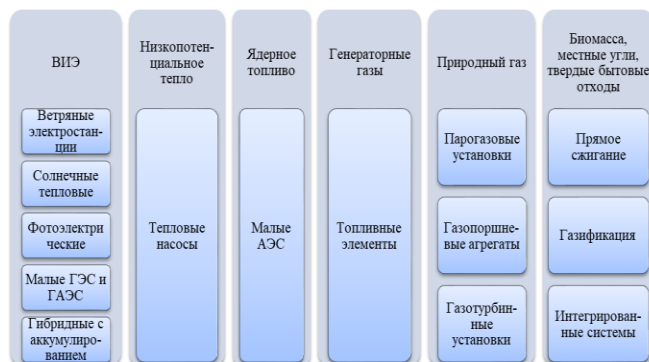 ВИЭ
Ветряные
электростан-
ции
Солнечные
тепловые
Фотоэлектр
ические
Малые ГЭС и
ГАЭС
Гибридные с
аккумулиро-
ванием
Низкопотен-
циальное
тепло
Тепловые
насосы
Ядерное
топливо
Малые
АЭС
Генераторные
газы
Топливные
элементы
Природный газ
Парогазовые
установки
Газопоршне-
вые агрегаты
Газотурбин-
ные
установки
Биомасса,
местные угли,
твердые бытовые
отходы
Прямое
сжигание
Газификация
Интегрирован-
ные системы